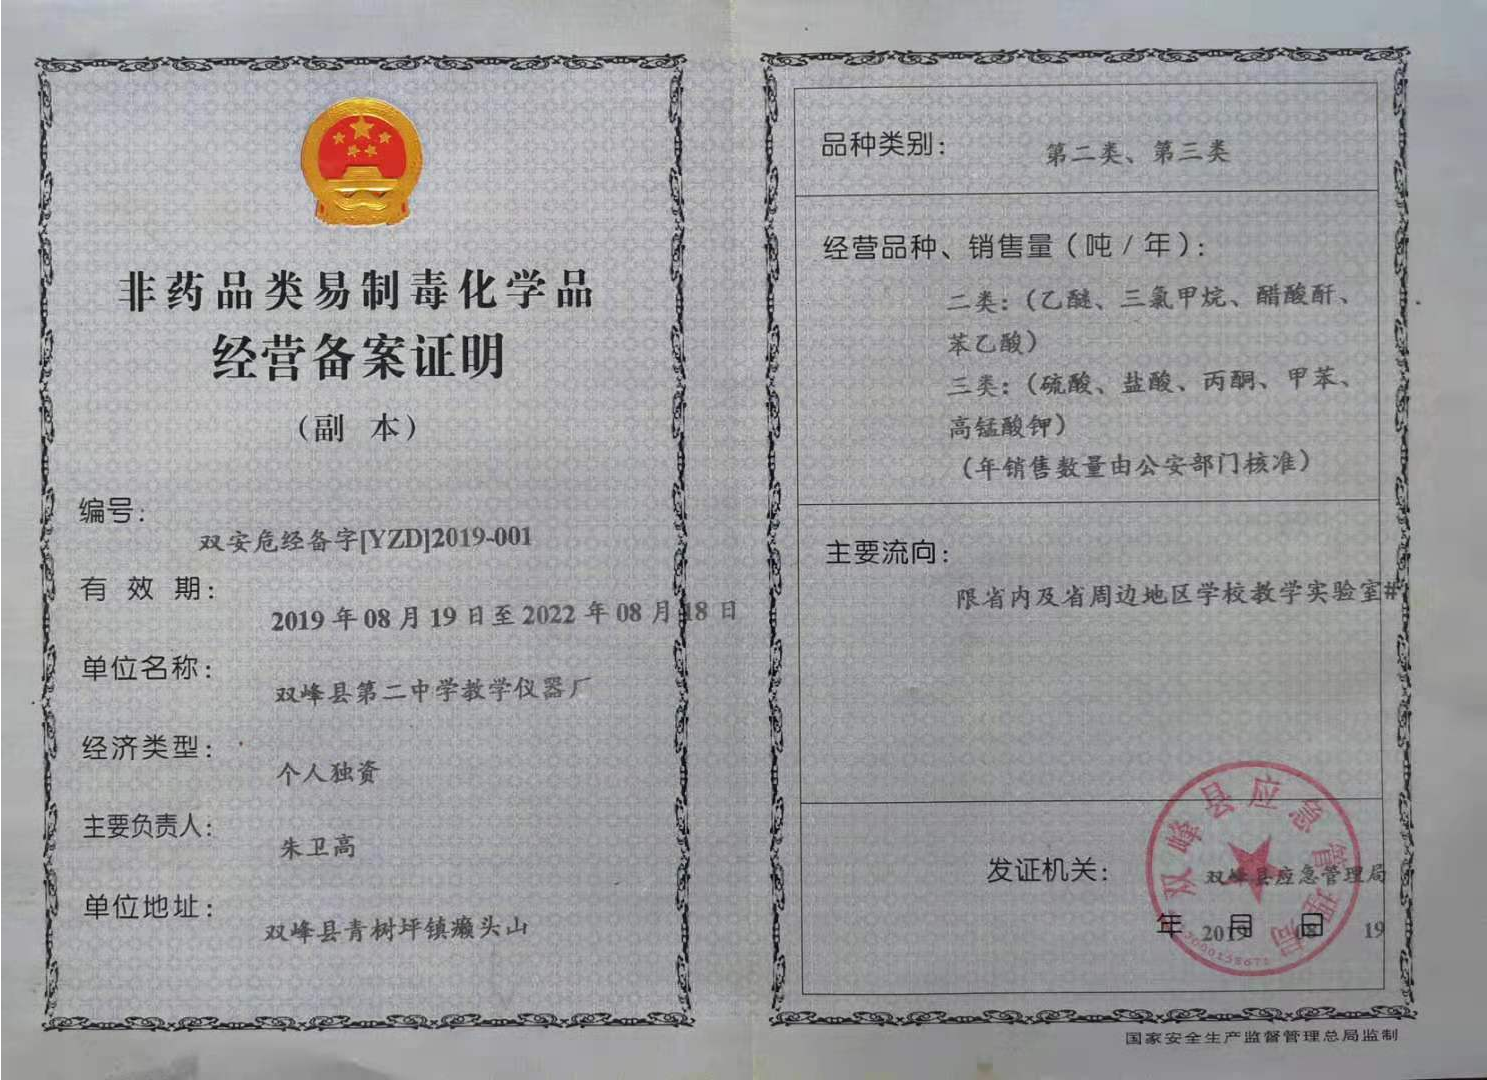 非药品类易制毒化学品
经营备案证明
（副 本）
编号：
双安危经备字[YZD]2019-001
有 效 期：
2019 年 08 月 19 日至 2022 年 08 月 18 日
单位名称：
双峰县第二中学教学仪器厂
经济类型：
个人独资
主要负责人：
朱卫高
单位地址：
双峰县青树坪镇癞头山
品种类别：
第二类、第三类
经营品种、销售量（吨/年）：
二类：（乙醚、三氯甲烷、醋酸酐、
苯乙酸）
三类：（硫酸、盐酸、丙酮、甲苯、
高锰酸钾）
（年销售数量由公安部门核准）
主要流向：
限省内及省周边地区学校教学实验室#
发证机关：
双峰县应急管理局
年 2019 月 08 日 19
双峰县应急管理局
国家安全生产监督管理总局监制